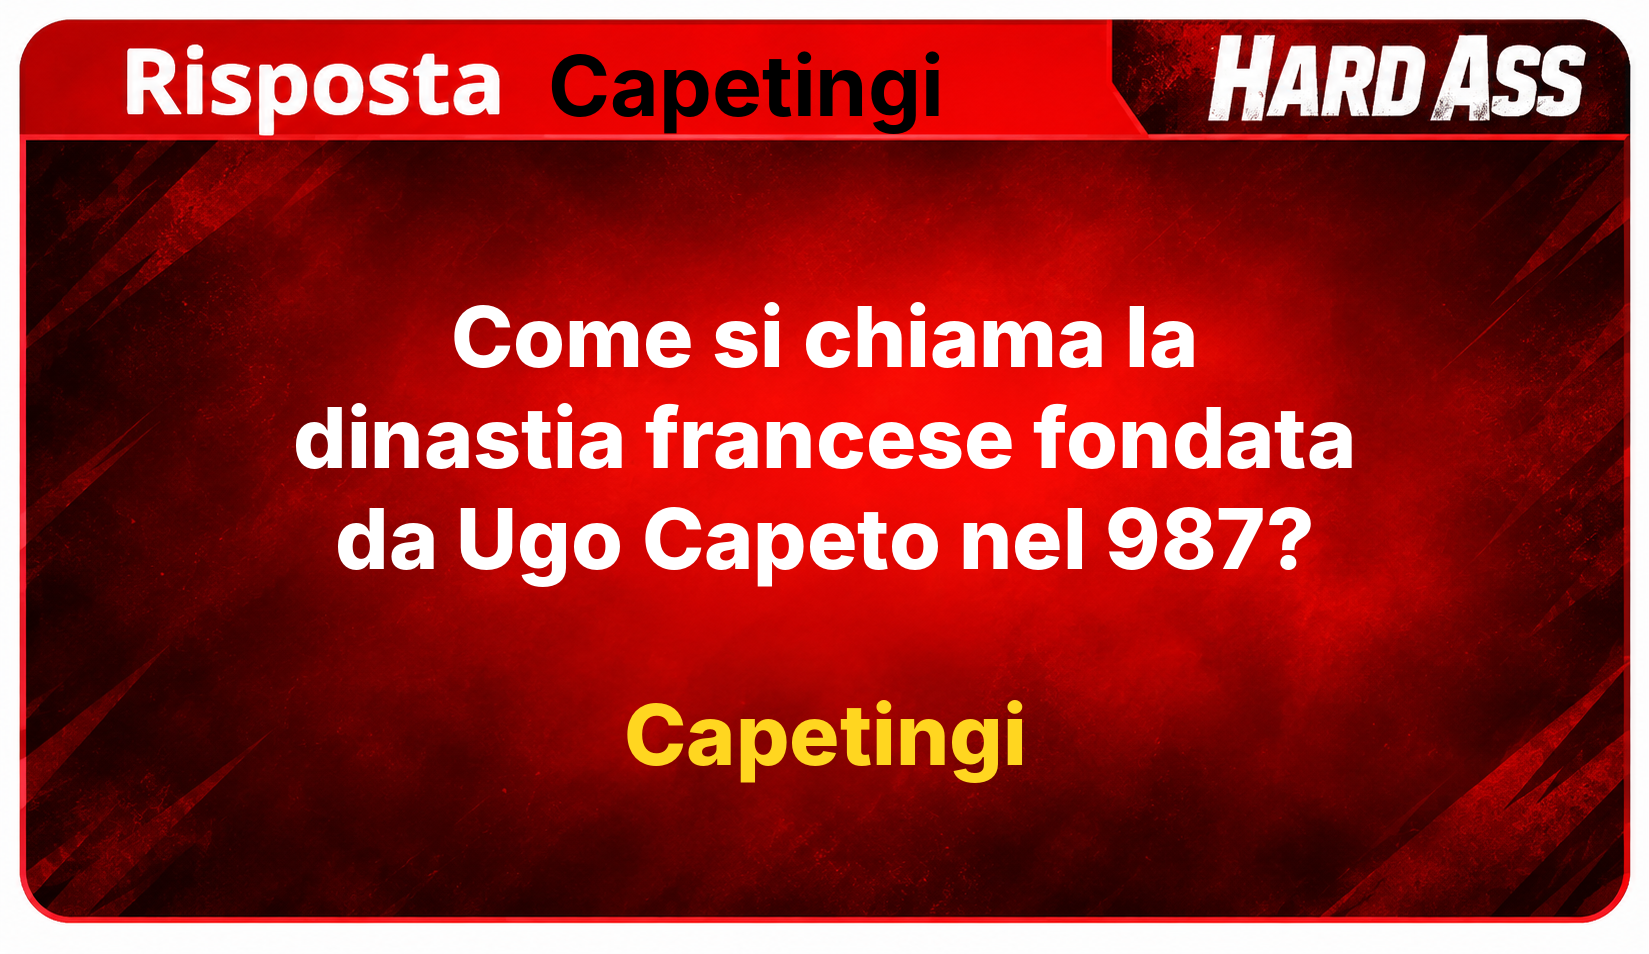 Risposta Capetingi
HARD ASS
Come si chiama la
dinastia francese fondata
da Ugo Capeto nel 987?
Capetingi